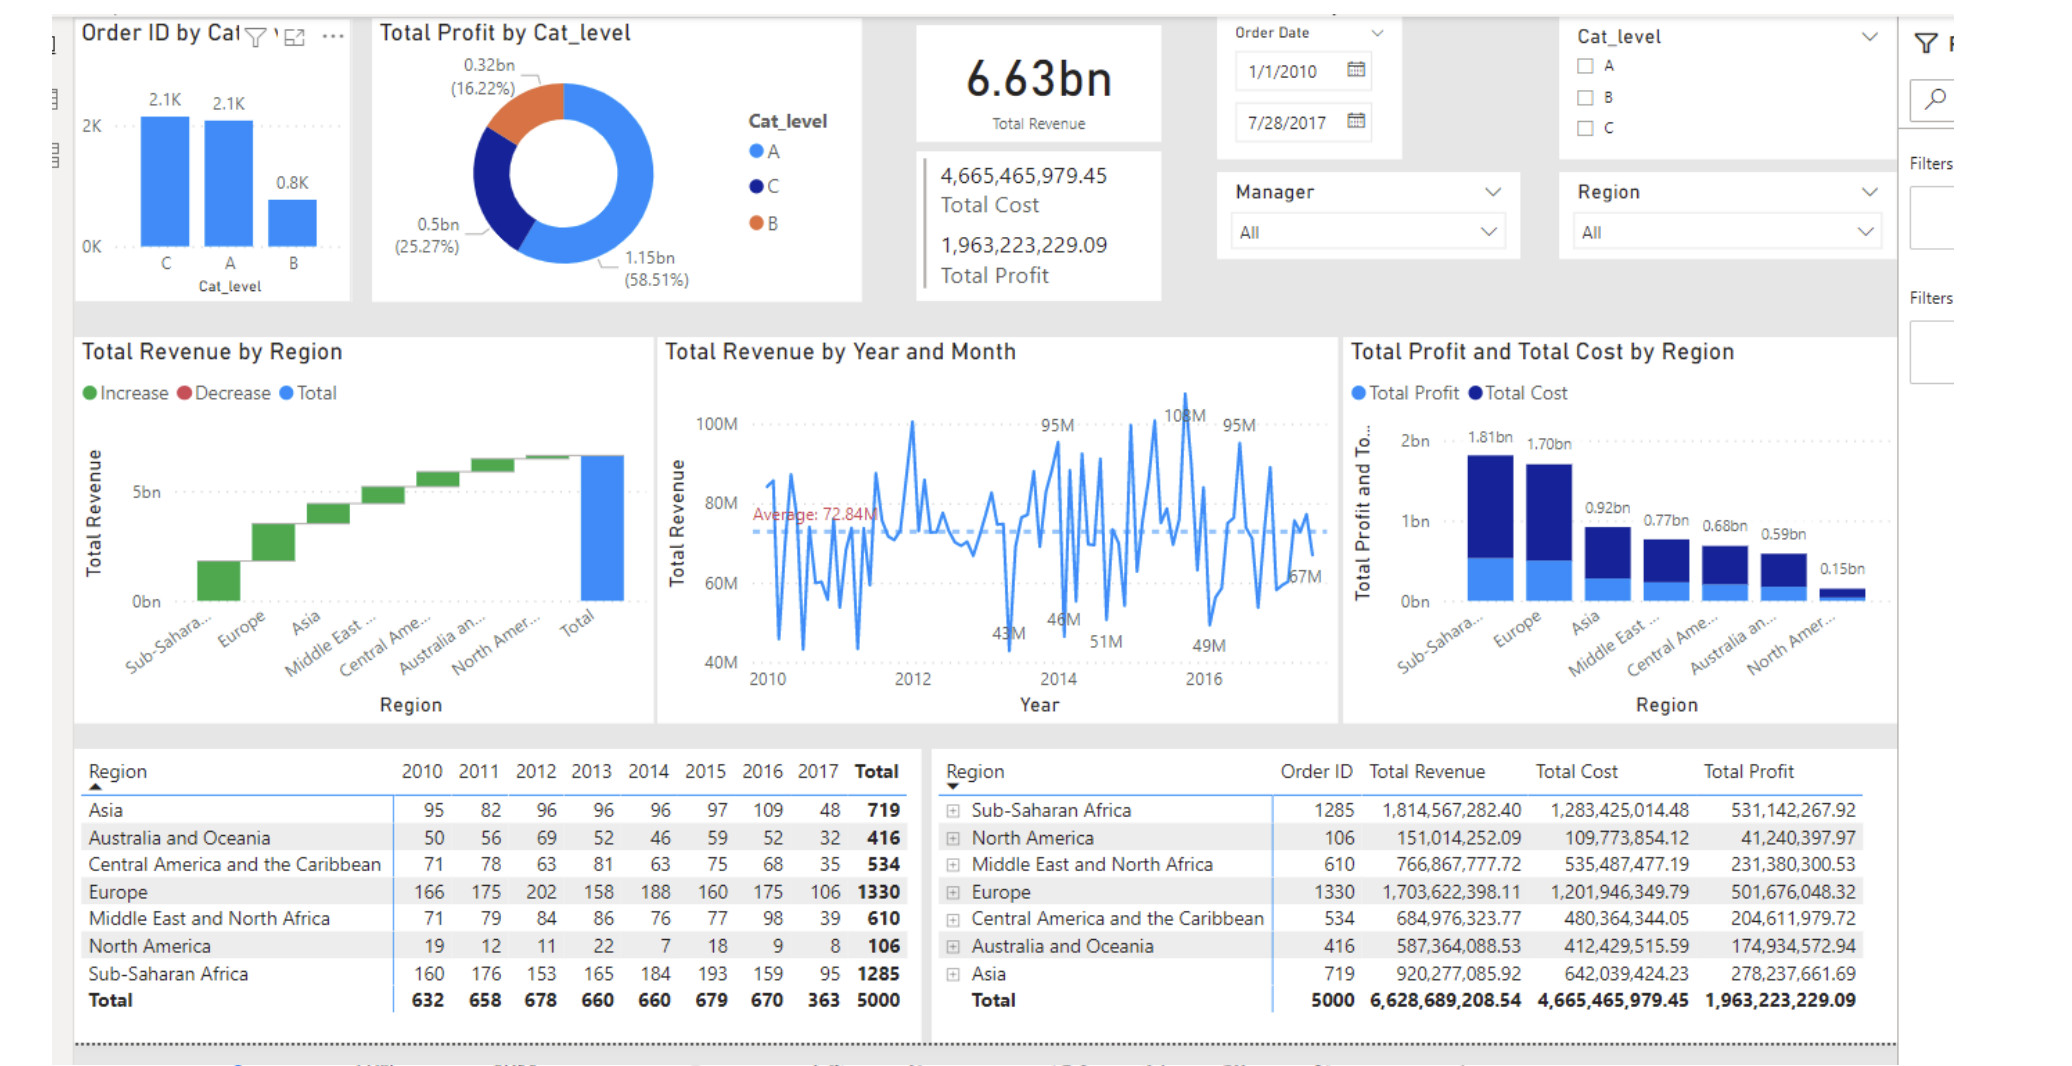 Order ID by Cat
2.1K
2.1K
0.8K
2K
0K
C
A
B
Cat_level
Total Profit by Cat_level
0.32bn
(16.22%)
0.5bn
(25.27%)
1.15bn
(58.51%)
Cat_level
A
C
B
6.63bn
Total Revenue
4,665,465,979.45
Total Cost
1,963,223,229.09
Total Profit
Order Date
1/1/2010
7/28/2017
Cat_level
A
B
C
Manager
All
Region
All
Filters
Filters
Total Revenue by Region
Increase Decrease Total
Total Revenue
5bn
0bn
Sub-Sahara...
Europe
Asia
Middle East ...
Central Ame...
Australia an...
North Amer...
Total
Region
Total Revenue by Year and Month
Total Revenue
100M
80M
60M
40M
Average: 72.84M
95M
108M
95M
43M
46M
51M
49M
67M
2010
2012
2014
2016
Year
Total Profit and Total Cost by Region
Total Profit Total Cost
Total Profit and To...
2bn
1bn
0bn
1.81bn
1.70bn
0.92bn
0.77bn
0.68bn
0.59bn
0.15bn
Sub-Sahara...
Europe
Asia
Middle East ...
Central Ame...
Australia an...
North Amer...
Region
Region 2010 2011 2012 2013 2014 2015 2016 2017 Total
Asia 95 82 96 96 96 97 109 48 719
Australia and Oceania 50 56 69 52 46 59 52 32 416
Central America and the Caribbean 71 78 63 81 63 75 68 35 534
Europe 166 175 202 158 188 160 175 106 1330
Middle East and North Africa 71 79 84 86 76 77 98 39 610
North America 19 12 11 22 7 18 9 8 106
Sub-Saharan Africa 160 176 153 165 184 193 159 95 1285
Total 632 658 678 660 660 679 670 363 5000
Region Order ID Total Revenue Total Cost Total Profit
Sub-Saharan Africa 1285 1,814,567,282.40 1,283,425,014.48 531,142,267.92
North America 106 151,014,252.09 109,773,854.12 41,240,397.97
Middle East and North Africa 610 766,867,777.72 535,487,477.19 231,380,300.53
Europe 1330 1,703,622,398.11 1,201,946,349.79 501,676,048.32
Central America and the Caribbean 534 684,976,323.77 480,364,344.05 204,611,979.72
Australia and Oceania 416 587,364,088.53 412,429,515.59 174,934,572.94
Asia 719 920,277,085.92 642,039,424.23 278,237,661.69
Total 5000 6,628,689,208.54 4,665,465,979.45 1,963,223,229.09